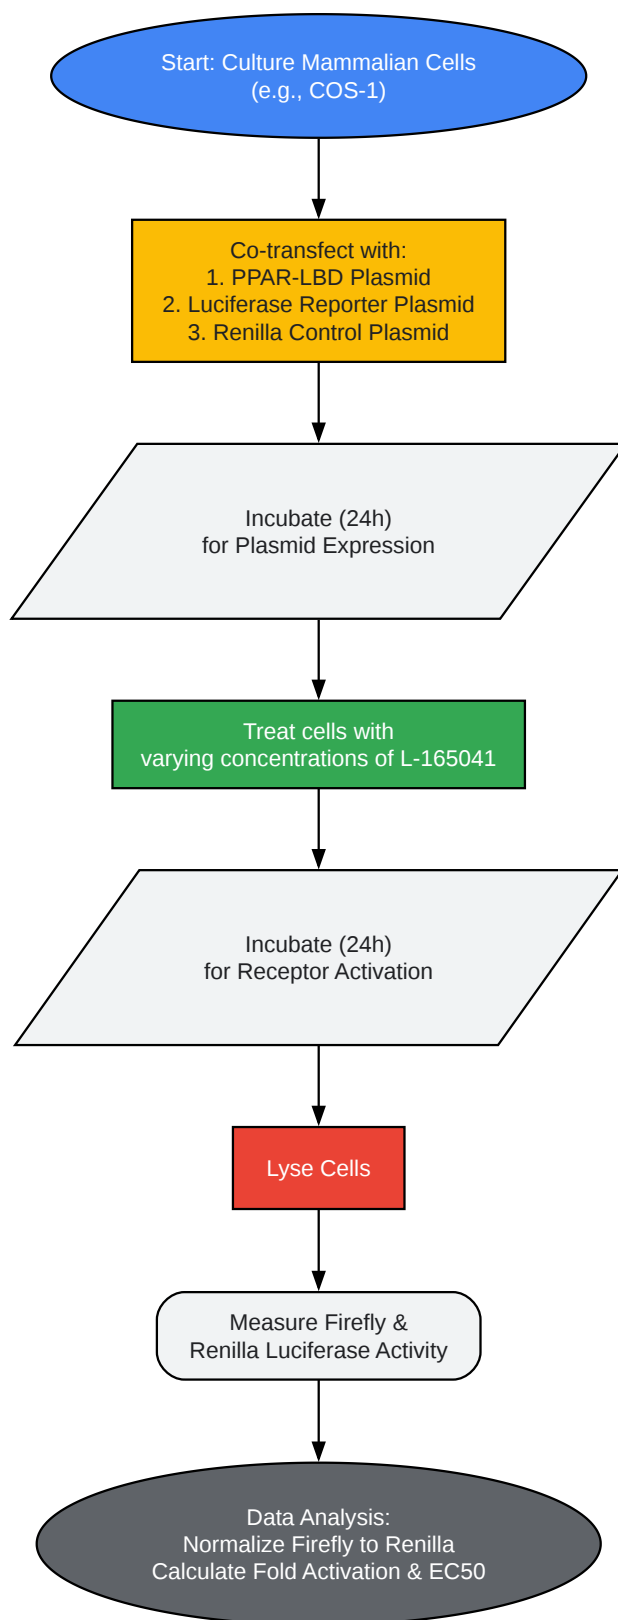 Start: Culture Mammalian Cells
(e.g., COS-1)
Co-transfect with:
1. PPAR-LBD Plasmid
2. Luciferase Reporter Plasmid
3. Renilla Control Plasmid
Incubate (24h)
for Plasmid Expression
Treat cells with
varying concentrations of L-165041
Incubate (24h)
for Receptor Activation
Lyse Cells
Measure Firefly &
Renilla Luciferase Activity
Data Analysis:
Normalize Firefly to Renilla
Calculate Fold Activation & EC50